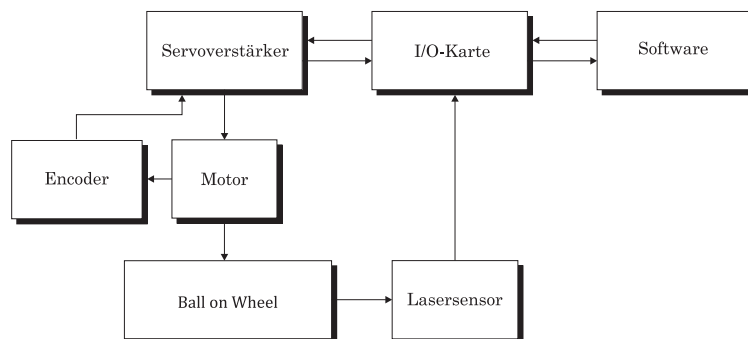 Servoverstärker
I/O-Karte
Software
Encoder
Motor
Ball on Wheel
Lasersensor